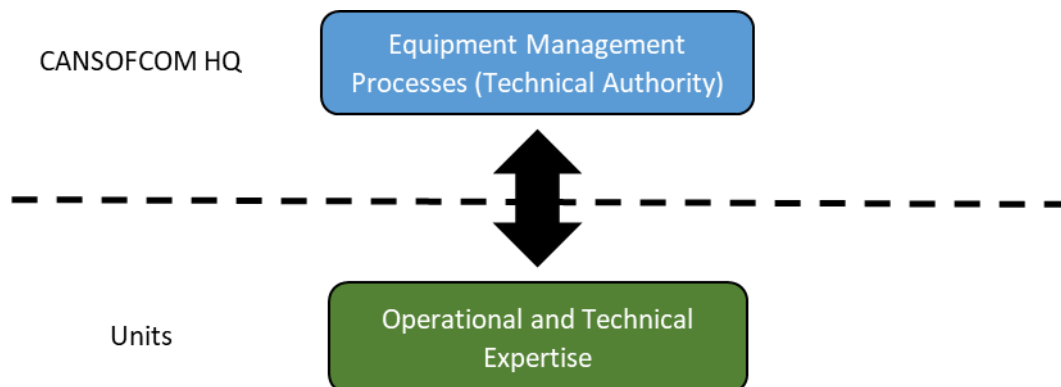 CANSOFCOM HQ
Equipment Management
Processes (Technical Authority)
Units
Operational and Technical
Expertise